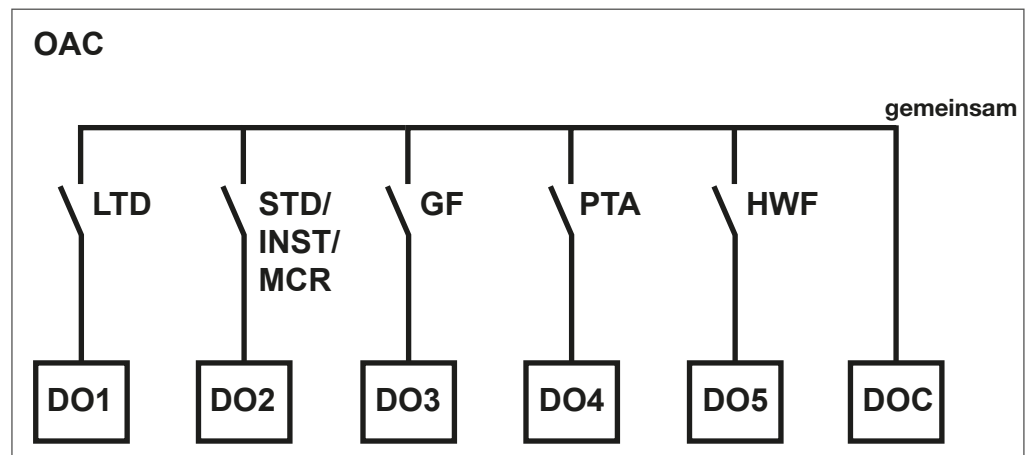 OAC
gemeinsam
LTD
STD/
INST/
MCR
GF
PTA
HWF
DO1
DO2
DO3
DO4
DO5
DOC